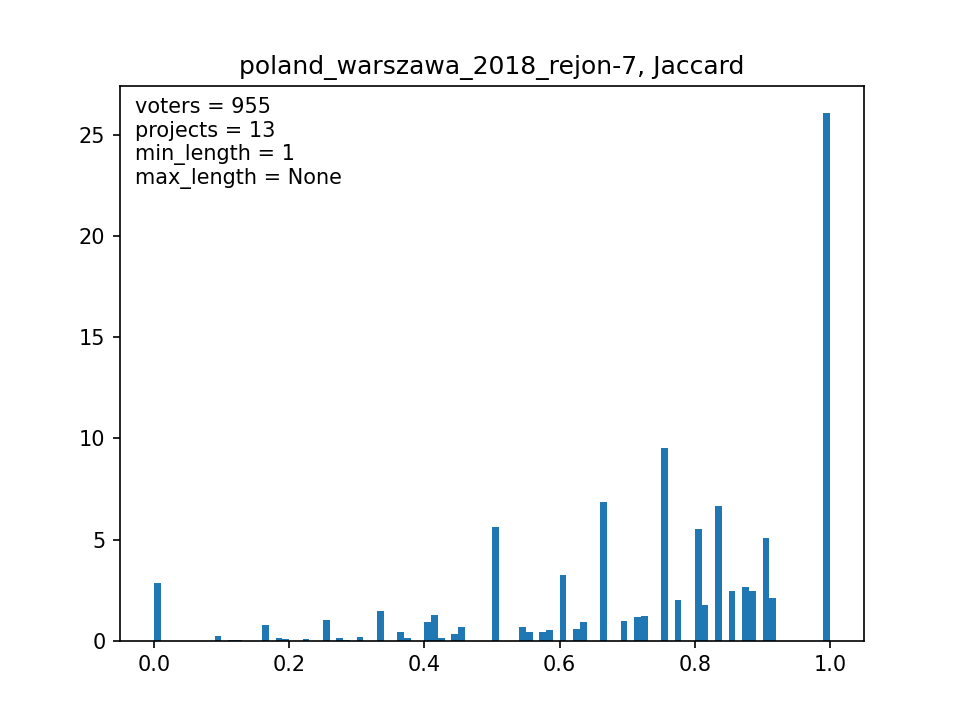 poland_warszawa_2018_rejon-7, Jaccard
voters = 955
projects = 13
min_length = 1
max_length = None
25
20
15
10
5
0
0.0 0.2 0.4 0.6 0.8 1.0